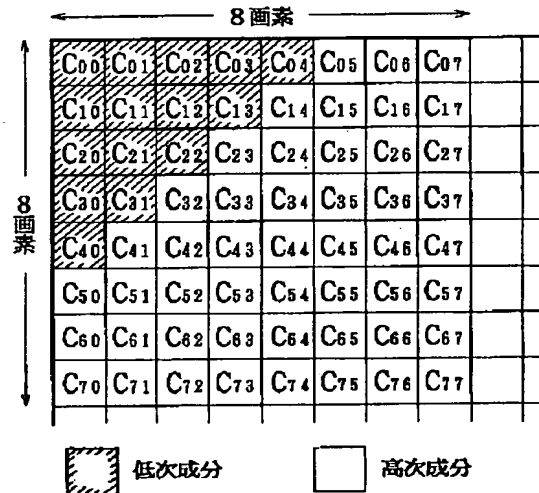 8画素
8画素
C00 C01 C02 C03 C04 C05 C06 C07
C10 C11 C12 C13 C14 C15 C16 C17
C20 C21 C22 C23 C24 C25 C26 C27
C30 C31 C32 C33 C34 C35 C36 C37
C40 C41 C42 C43 C44 C45 C46 C47
C50 C51 C52 C53 C54 C55 C56 C57
C60 C61 C62 C63 C64 C65 C66 C67
C70 C71 C72 C73 C74 C75 C76 C77
低次成分 高次成分